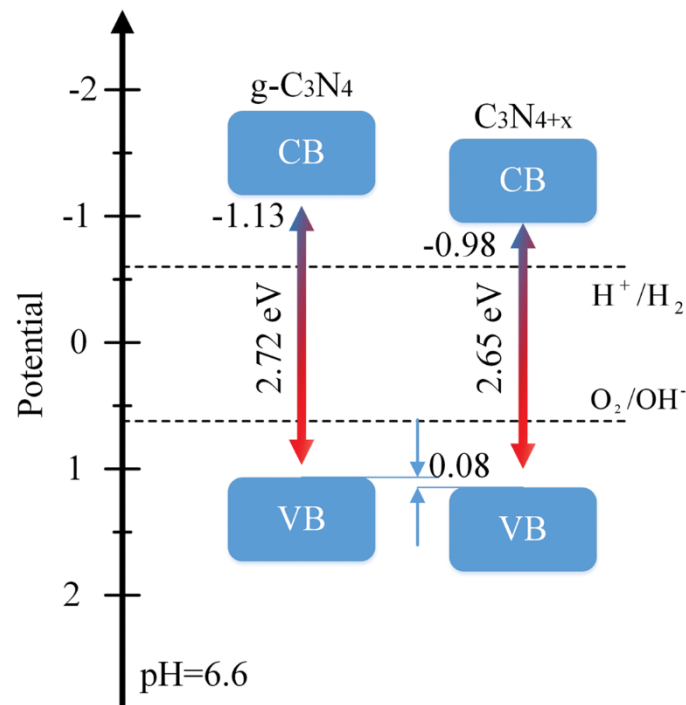 -2
-1
0
1
2
Potential
g-C₃N₄
CB
-1.13
2.72 eV
VB
C₃N₄₊ₓ
CB
-0.98
2.65 eV
VB
0.08
H⁺/H₂
O₂/OH⁻
pH=6.6